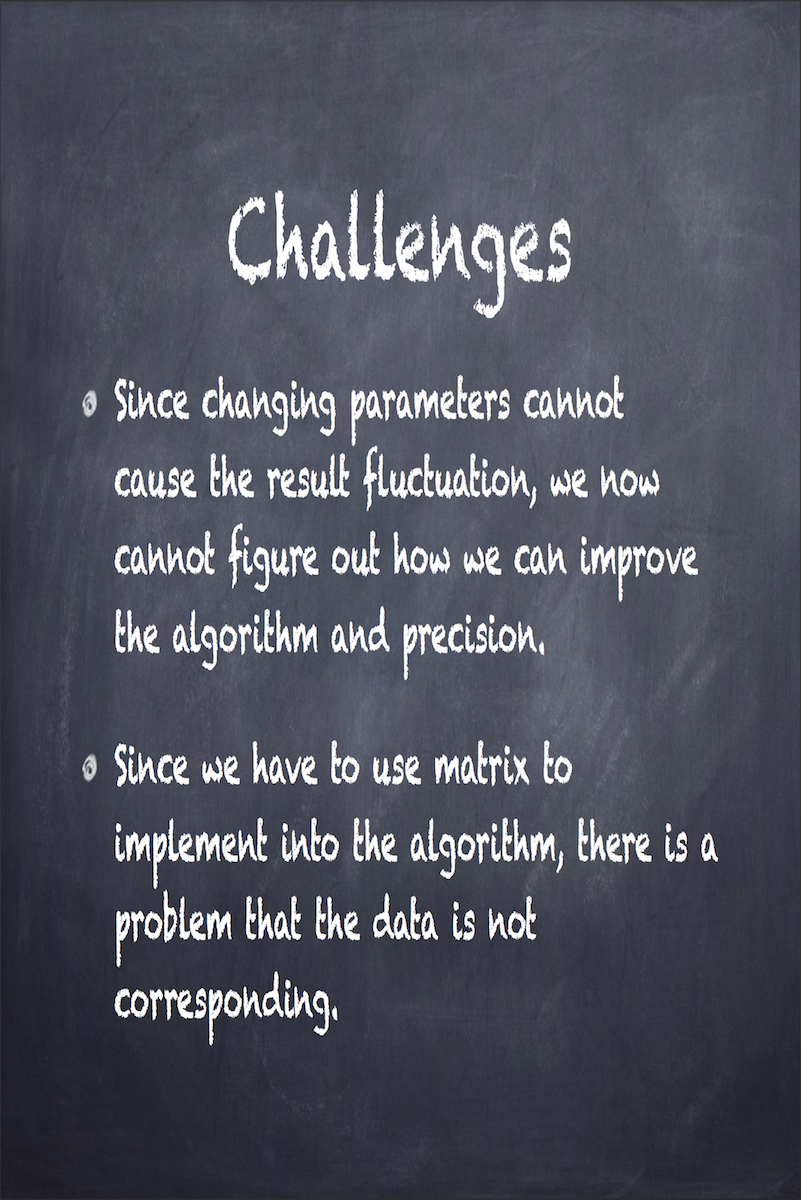 Challenges
Since changing parameters cannot
cause the result fluctuation, we now
cannot figure out how we can improve
the algorithm and precision.
Since we have to use matrix to
implement into the algorithm, there is a
problem that the data is not
corresponding.